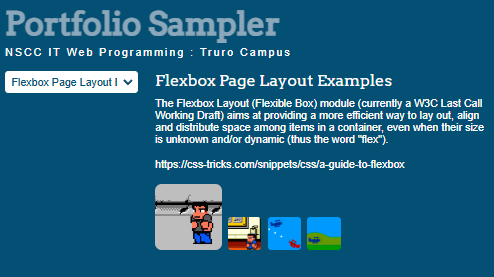 Portfolio Sampler
NSCC IT Web Programming : Truro Campus
Flexbox Page Layout
Flexbox Page Layout Examples
The Flexbox Layout (Flexible Box) module (currently a W3C Last Call
Working Draft) aims at providing a more efficient way to lay out, align
and distribute space among items in a container, even when their size
is unknown and/or dynamic (thus the word "flex").
https://css-tricks.com/snippets/css/a-guide-to-flexbox